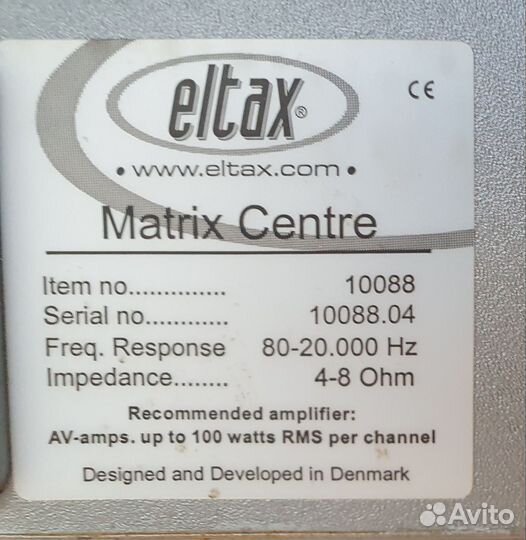 eltax®
CE
• www.eltax.com •
Matrix Centre
Item no.............. 10088
Serial no............ 10088.04
Freq. Response 80-20.000 Hz
Impedance........ 4-8 Ohm
Recommended amplifier:
AV-amps. up to 100 watts RMS per channel
Designed and Developed in Denmark
Avito